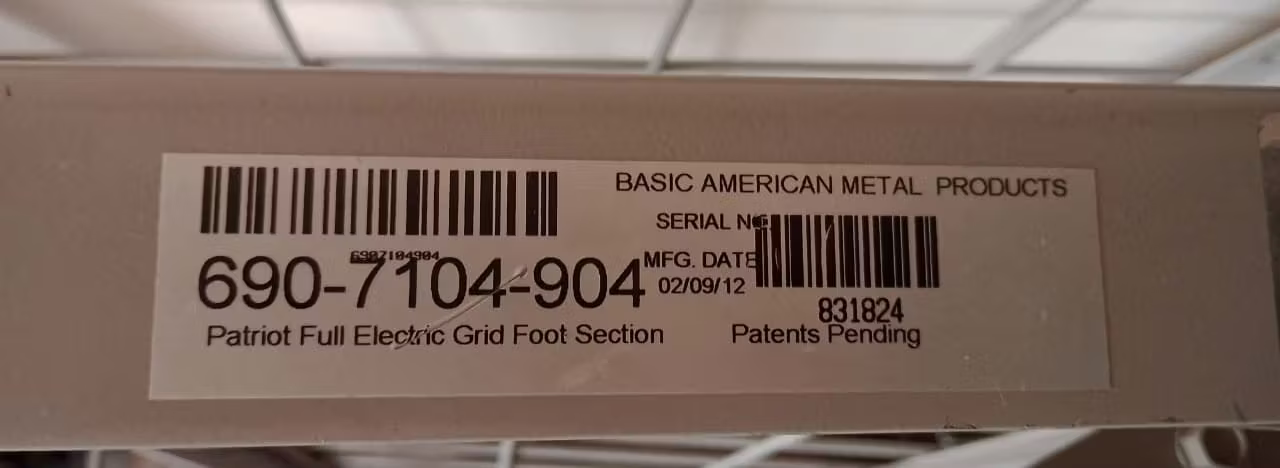 BASIC AMERICAN METAL PRODUCTS
SERIAL NO.
6907104904
690-7104-904
MFG. DATE
02/09/12
831824
Patriot Full Electric Grid Foot Section
Patents Pending